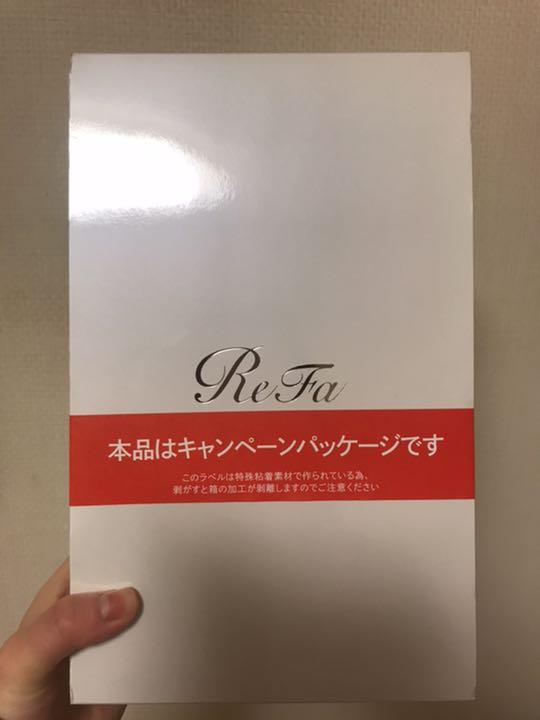 ReFa
本品はキャンペーンパッケージです
このラベルは特殊粘着素材で作られている為、
剥がすと箱の加工が剥離しますのでご注意ください